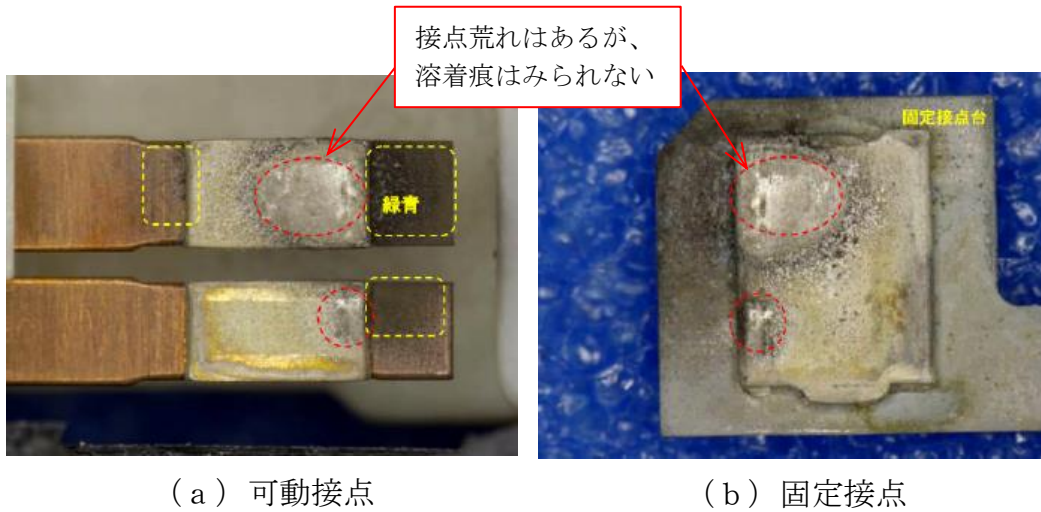 接点荒れはあるが、
溶着痕はみられない
固定接点台
緑青
(a)可動接点
(b)固定接点